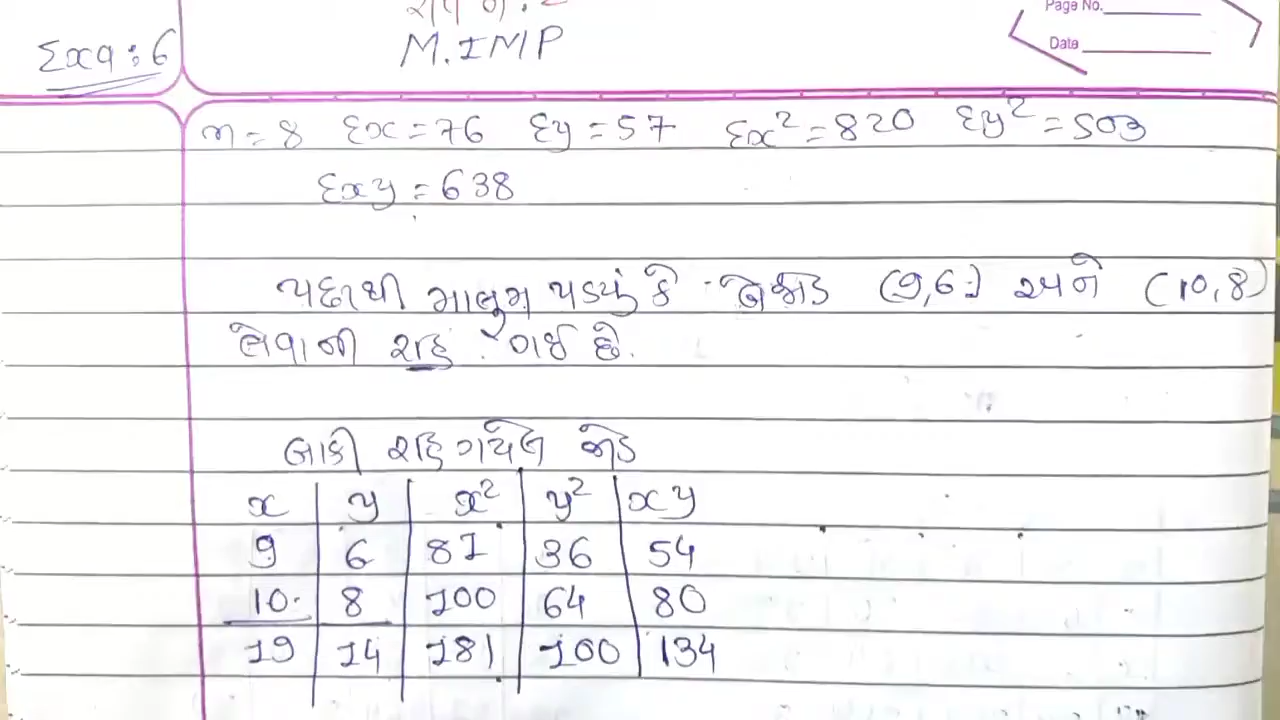 Page No.
Exa : 6
M.IMP
Date
n = 8 Σx = 76 Σy = 57 Σx² = 820 Σy² = 503
Σxy = 638
પછીથી માલુમ પડ્યું કે બેજોડ (9,6) અને (10,8)
લેવાની રહી ગઈ છે.
બાકી રહિ ગયેલ જોડ
x y x² y² xy
9 6 81 36 54
10 8 100 64 80
19 14 181 100 134